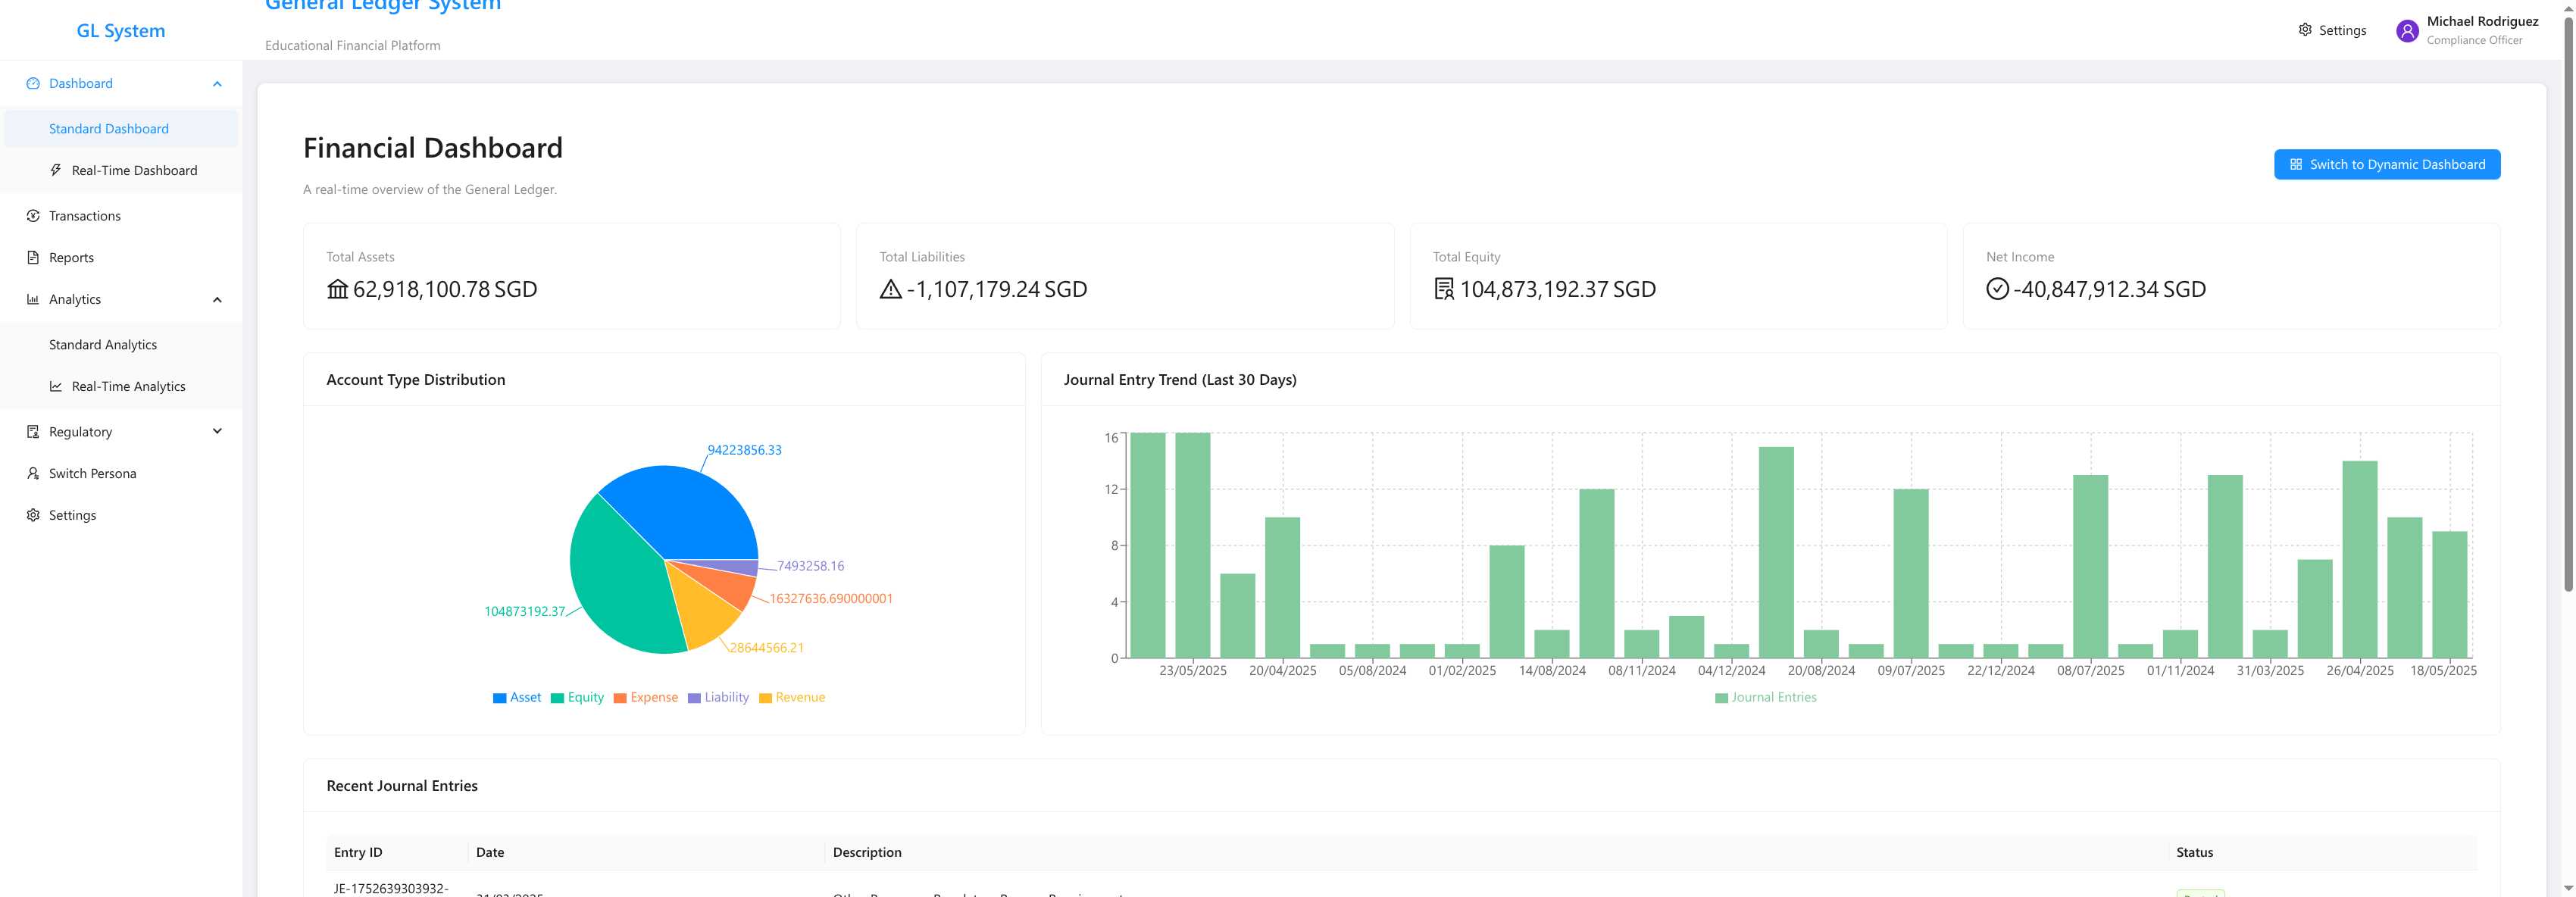 GL System
General Ledger System
Educational Financial Platform
Settings
Michael Rodriguez
Compliance Officer
Dashboard
Standard Dashboard
Real-Time Dashboard
Transactions
Reports
Analytics
Standard Analytics
Real-Time Analytics
Regulatory
Switch Persona
Settings
Financial Dashboard
A real-time overview of the General Ledger.
Switch to Dynamic Dashboard
Total Assets
62,918,100.78 SGD
Total Liabilities
-1,107,179.24 SGD
Total Equity
104,873,192.37 SGD
Net Income
-40,847,912.34 SGD
Account Type Distribution
94223856.33
7493258.16
16327636.690000001
104873192.37
28644566.21
Asset Equity Expense Liability Revenue
Journal Entry Trend (Last 30 Days)
16
12
8
4
0
23/05/2025 20/04/2025 05/08/2024 01/02/2025 14/08/2024 08/11/2024 04/12/2024 20/08/2024 09/07/2025 22/12/2024 08/07/2025 01/11/2024 31/03/2025 26/04/2025 18/05/2025
Journal Entries
Recent Journal Entries
Entry ID Date Description Status
JE-1752639303932-